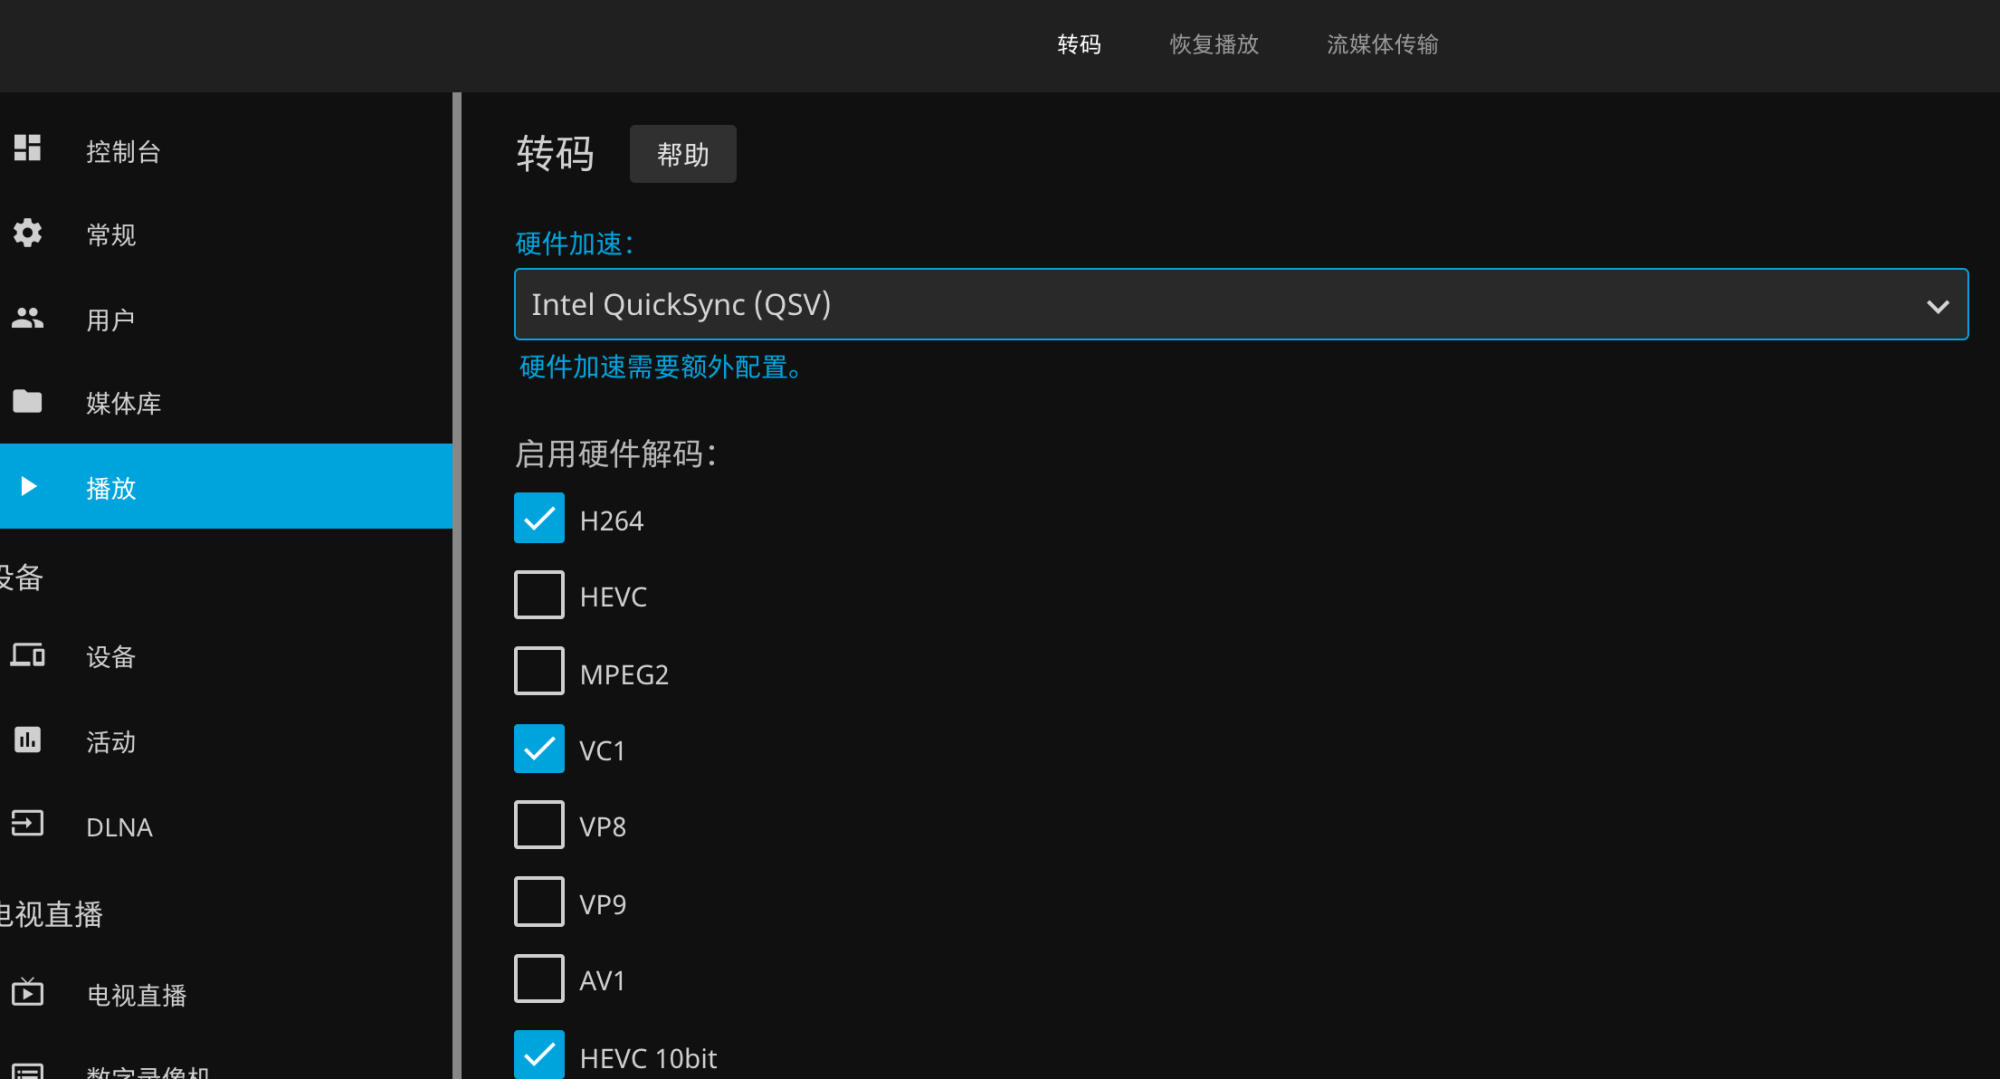 转码 恢复播放 流媒体传输
控制台
常规
用户
媒体库
播放
设备
设备
活动
DLNA
电视直播
电视直播
数字录像机
转码 帮助
硬件加速：
Intel QuickSync (QSV)
硬件加速需要额外配置。
启用硬件解码：
H264
HEVC
MPEG2
VC1
VP8
VP9
AV1
HEVC 10bit